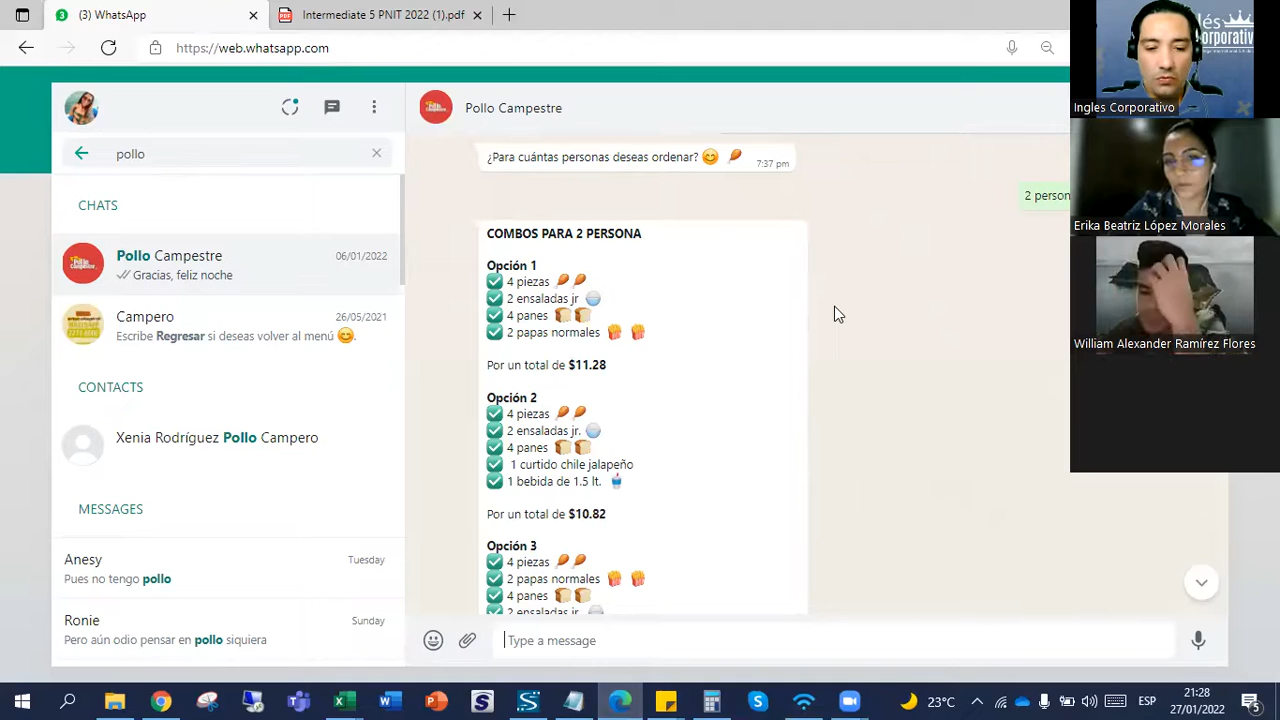 (3) WhatsApp
Intermediate 5 PNIT 2022 (1).pdf
https://web.whatsapp.com
pollo
CHATS
Pollo Campestre
06/01/2022
Gracias, feliz noche
Campero
26/05/2021
Escribe Regresar si deseas volver al menú 😊.
CONTACTS
Xenia Rodríguez Pollo Campero
MESSAGES
Anesy
Tuesday
Pues no tengo pollo
Ronie
Sunday
Pero aún odio pensar en pollo siquiera
Pollo Campestre
¿Para cuántas personas deseas ordenar? 😊 🍗
7:37 pm
2 person
COMBOS PARA 2 PERSONA
Opción 1
✅ 4 piezas 🍗🍗
✅ 2 ensaladas jr 🍚
✅ 4 panes 🍞🍞
✅ 2 papas normales 🍟 🍟
Por un total de $11.28
Opción 2
✅ 4 piezas 🍗🍗
✅ 2 ensaladas jr. 🍚
✅ 4 panes 🍞🍞
✅ 1 curtido chile jalapeño
✅ 1 bebida de 1.5 lt. 🥤
Por un total de $10.82
Opción 3
✅ 4 piezas 🍗🍗
✅ 2 papas normales 🍟 🍟
✅ 4 panes 🍞🍞
✅ 2 ensaladas jr. 🍚
Type a message
Ingles Corporativo
Erika Beatriz López Morales
William Alexander Ramírez Flores
23°C
ESP
21:28
27/01/2022
5